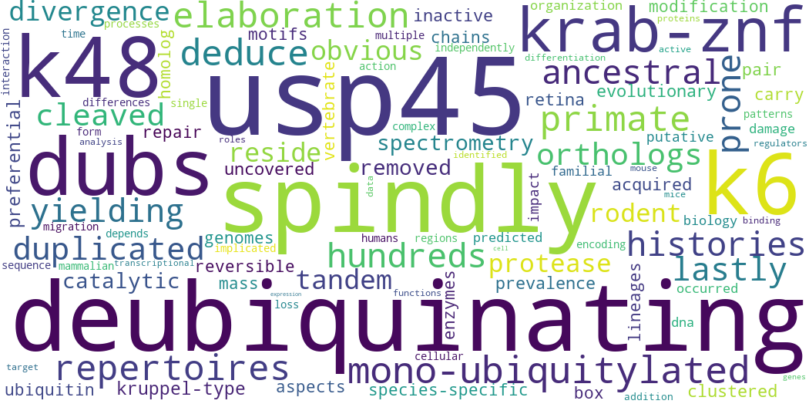 divergence
processes
elaboration
inactive
organization
modification
proteins
krab-znf
time
k48
homolog
motifs
multiple
chains
independently
active
deduce
obvious
differentiation
interaction
usp45
action
ancestral
pair
differences
single
vertebrate
retina
evolutionary
carry
cleaved
form
repair
roles
complex
primate
putative
patterns
damage
prone
analysis
spectrometry
regulators
preferential
dubs
reside
identified
orthologs
uncovered
removed
familial
mouse
k6
spindly
data
impact
acquired
mice
yielding
rodent
biology
binding
migration
depends
genomes
humans
regions
predicted
encoding
duplicated
implicated
hundreds
cell
histories
sequence
mammalian
transcriptional
reversible
protease
lastly
catalytic
mass
tandem
enzymes
prevalence
lineages
occurred
expression
loss
functions
dna
deubiquinating
cellular
target
repertoires
mono-ubiquitylated
genes
ubiquitin
kruppel-type
aspects
species-specific
box
addition
clustered